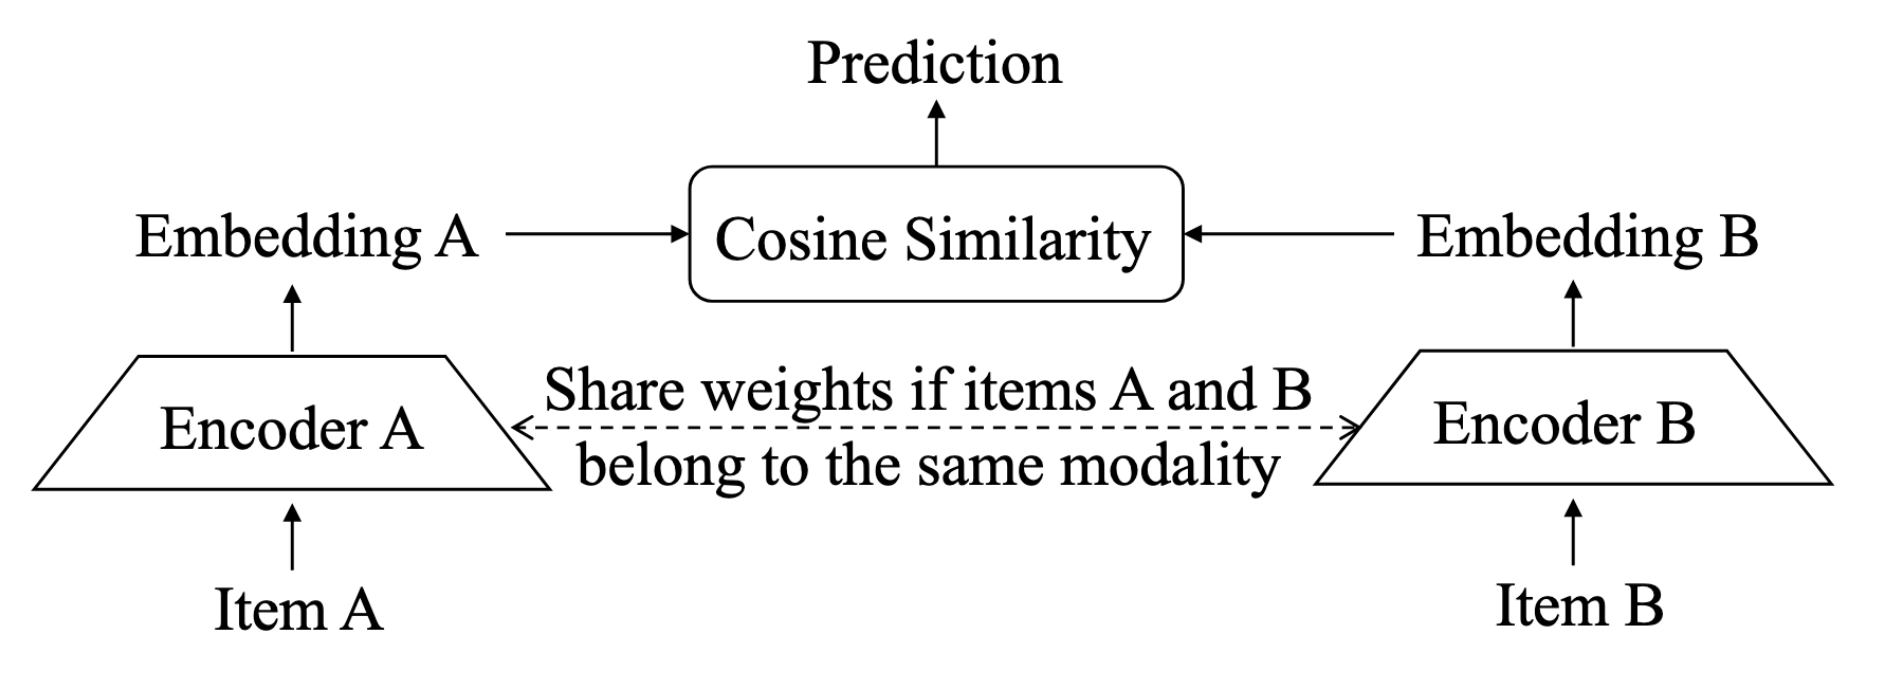 Prediction
Embedding A
Cosine Similarity
Embedding B
Encoder A
Share weights if items A and B
belong to the same modality
Encoder B
Item A
Item B